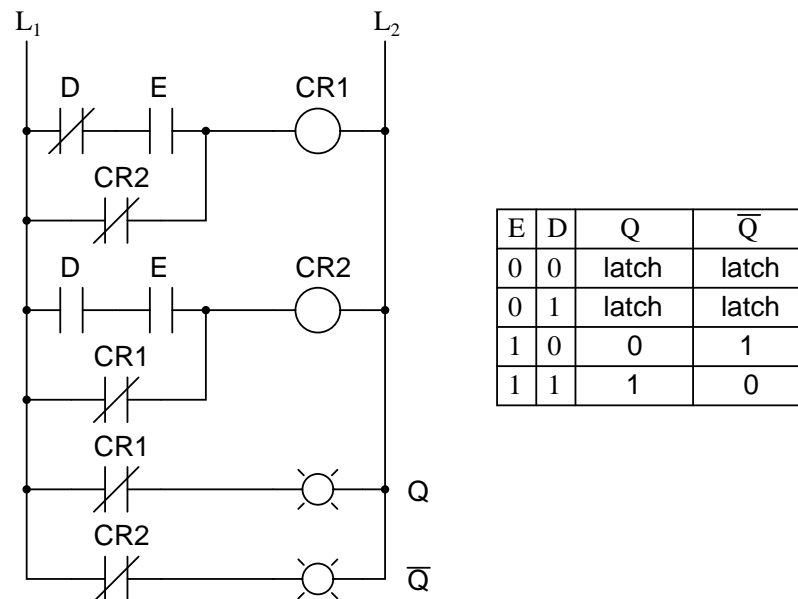 L₁ L₂
D E CR1
CR2
D E CR2
CR1
CR1
Q
CR2
Q̅
E D Q Q̅
0 0 latch latch
0 1 latch latch
1 0 0 1
1 1 1 0